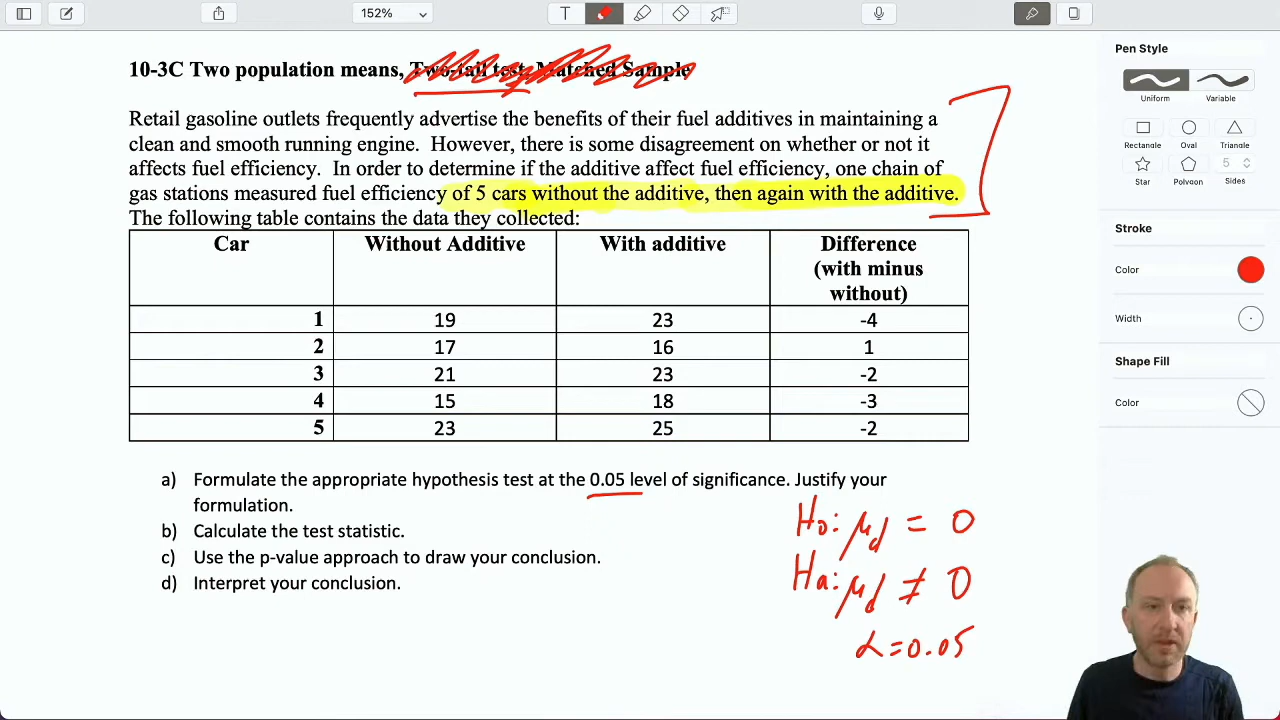 152%
T
10-3C Two population means, Two-tail test, Matched Sample
Retail gasoline outlets frequently advertise the benefits of their fuel additives in maintaining a
clean and smooth running engine. However, there is some disagreement on whether or not it
affects fuel efficiency. In order to determine if the additive affect fuel efficiency, one chain of
gas stations measured fuel efficiency of 5 cars without the additive, then again with the additive.
The following table contains the data they collected:
Car Without Additive With additive Difference
(with minus
without)
1 19 23 -4
2 17 16 1
3 21 23 -2
4 15 18 -3
5 23 25 -2
a) Formulate the appropriate hypothesis test at the 0.05 level of significance. Justify your
formulation.
b) Calculate the test statistic.
c) Use the p-value approach to draw your conclusion.
d) Interpret your conclusion.
H0: μd = 0
Ha: μd ≠ 0
α=0.05
Pen Style
Uniform Variable
Rectangle Oval Triangle
5
Star Polygon Sides
Stroke
Color
Width
Shape Fill
Color